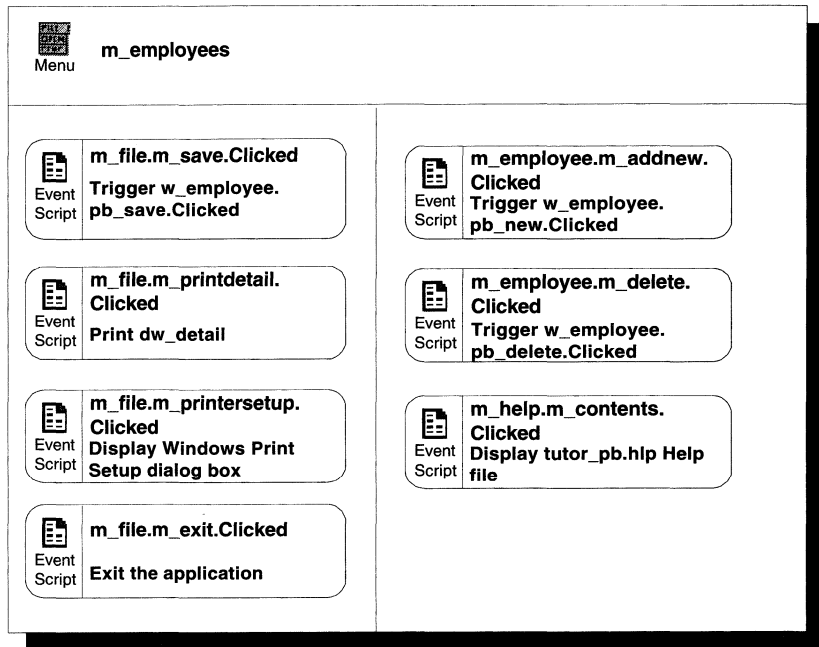 Menu
m_employees
Event
Script
m_file.m_save.Clicked
Trigger w_employee.
pb_save.Clicked
Event
Script
m_file.m_printdetail.
Clicked
Print dw_detail
Event
Script
m_file.m_printersetup.
Clicked
Display Windows Print
Setup dialog box
Event
Script
m_file.m_exit.Clicked
Exit the application
Event
Script
m_employee.m_addnew.
Clicked
Trigger w_employee.
pb_new.Clicked
Event
Script
m_employee.m_delete.
Clicked
Trigger w_employee.
pb_delete.Clicked
Event
Script
m_help.m_contents.
Clicked
Display tutor_pb.hlp Help
file